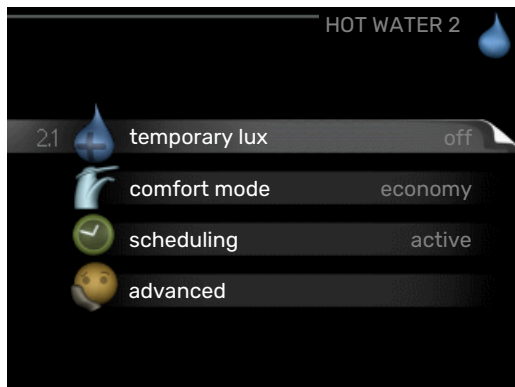 HOT WATER 2
2.1 temporary lux off
comfort mode economy
scheduling active
advanced